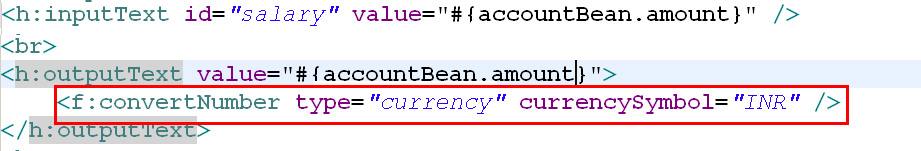 <h:inputText id="salary" value="#{accountBean.amount}" />
<br>
<h:outputText value="#{accountBean.amount}">
<f:convertNumber type="currency" currencySymbol="INR" />
</h:outputText>